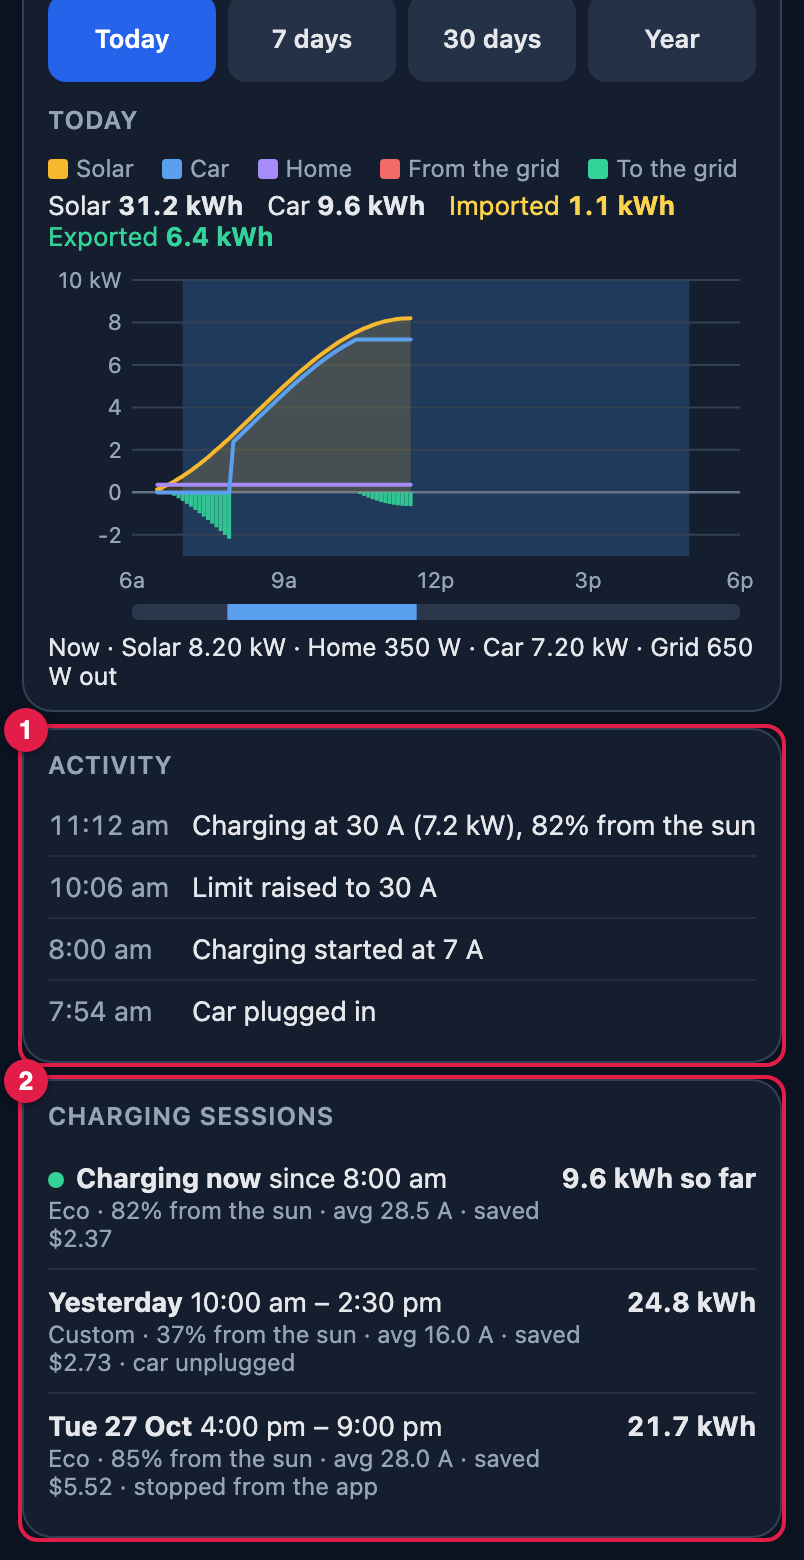 Today 7 days 30 days Year
TODAY
Solar Car Home From the grid To the grid
Solar 31.2 kWh Car 9.6 kWh Imported 1.1 kWh
Exported 6.4 kWh
10 kW
8
6
4
2
0
-2
6a 9a 12p 3p 6p
Now · Solar 8.20 kW · Home 350 W · Car 7.20 kW · Grid 650
W out
1
ACTIVITY
11:12 am Charging at 30 A (7.2 kW), 82% from the sun
10:06 am Limit raised to 30 A
8:00 am Charging started at 7 A
7:54 am Car plugged in
2
CHARGING SESSIONS
Charging now since 8:00 am 9.6 kWh so far
Eco · 82% from the sun · avg 28.5 A · saved
$2.37
Yesterday 10:00 am – 2:30 pm 24.8 kWh
Custom · 37% from the sun · avg 16.0 A · saved
$2.73 · car unplugged
Tue 27 Oct 4:00 pm – 9:00 pm 21.7 kWh
Eco · 85% from the sun · avg 28.0 A · saved
$5.52 · stopped from the app